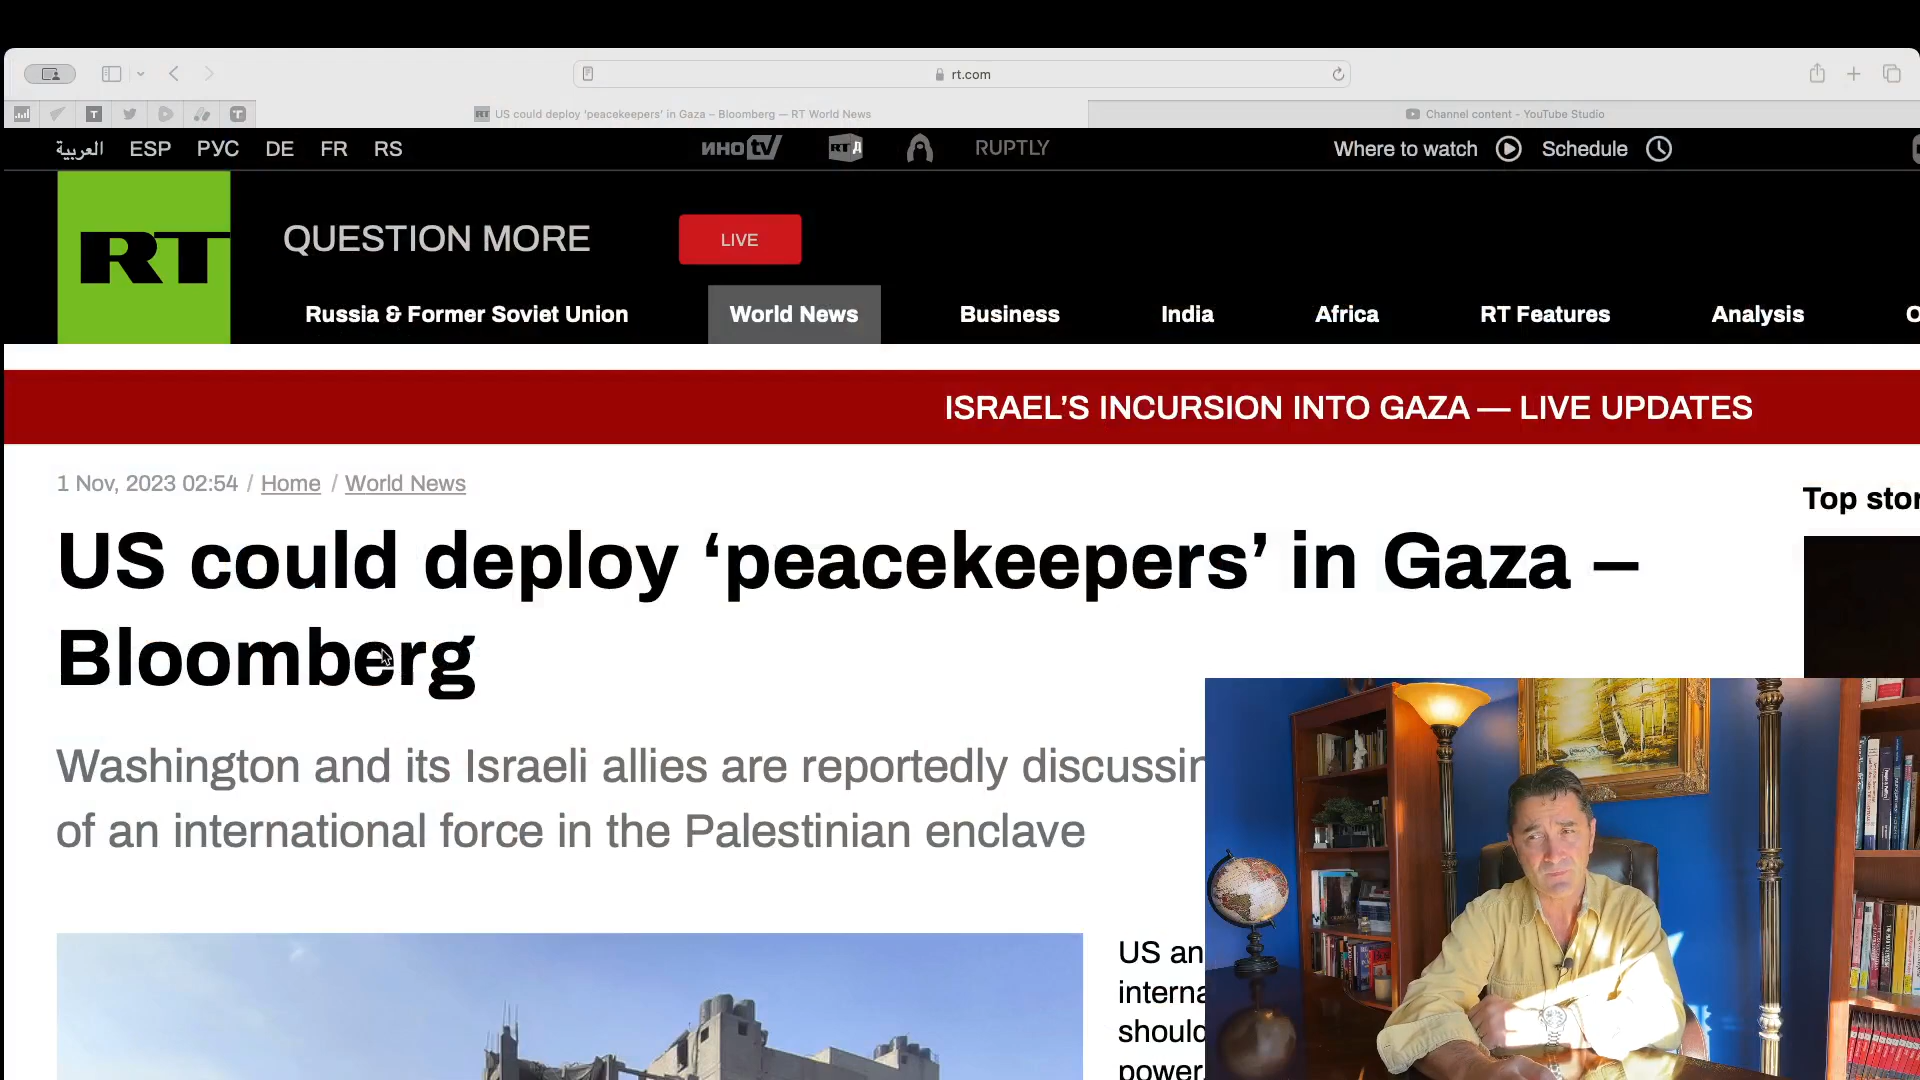 rt.com
US could deploy ‘peacekeepers’ in Gaza – Bloomberg — RT World News
Channel content - YouTube Studio
العربية ESP РУС DE FR RS
ИНО tv RT Д RUPTLY
Where to watch Schedule
RT
QUESTION MORE
LIVE
Russia & Former Soviet Union World News Business India Africa RT Features Analysis
ISRAEL’S INCURSION INTO GAZA — LIVE UPDATES
1 Nov, 2023 02:54 / Home / World News
Top stor
US could deploy ‘peacekeepers’ in Gaza –
Bloomberg
Washington and its Israeli allies are reportedly discussin
of an international force in the Palestinian enclave
US an
interna
should
power